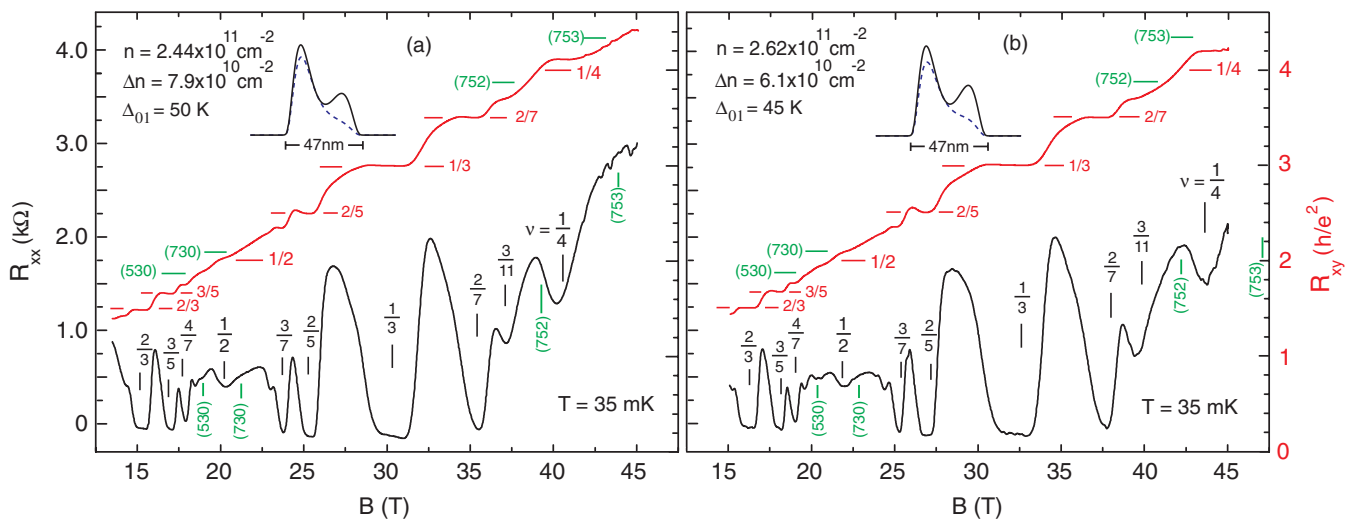 (a)
n = 2.44x10^11 cm^-2
Δn = 7.9x10^10 cm^-2
Δ01 = 50 K
47nm
(753)
(752)
(730)
(530)
1/4
2/7
1/3
2/5
1/2
3/5
2/3
ν = 1/4
3/11
2/7
1/3
2/5
3/7
1/2
4/7
3/5
2/3
(530)
(730)
(752)
(753)
T = 35 mK
4.0
3.0
2.0
1.0
0
R_xx (kΩ)
15 20 25 30 35 40 45
B (T)
(b)
n = 2.62x10^11 cm^-2
Δn = 6.1x10^10 cm^-2
Δ01 = 45 K
47nm
(753)
(752)
(730)
(530)
1/4
2/7
1/3
2/5
1/2
3/5
2/3
ν = 1/4
3/11
2/7
1/3
2/5
3/7
1/2
4/7
3/5
2/3
(530)
(730)
(752)
(753)
T = 35 mK
4
3
2
1
0
R_xy (h/e^2)
15 20 25 30 35 40 45
B (T)